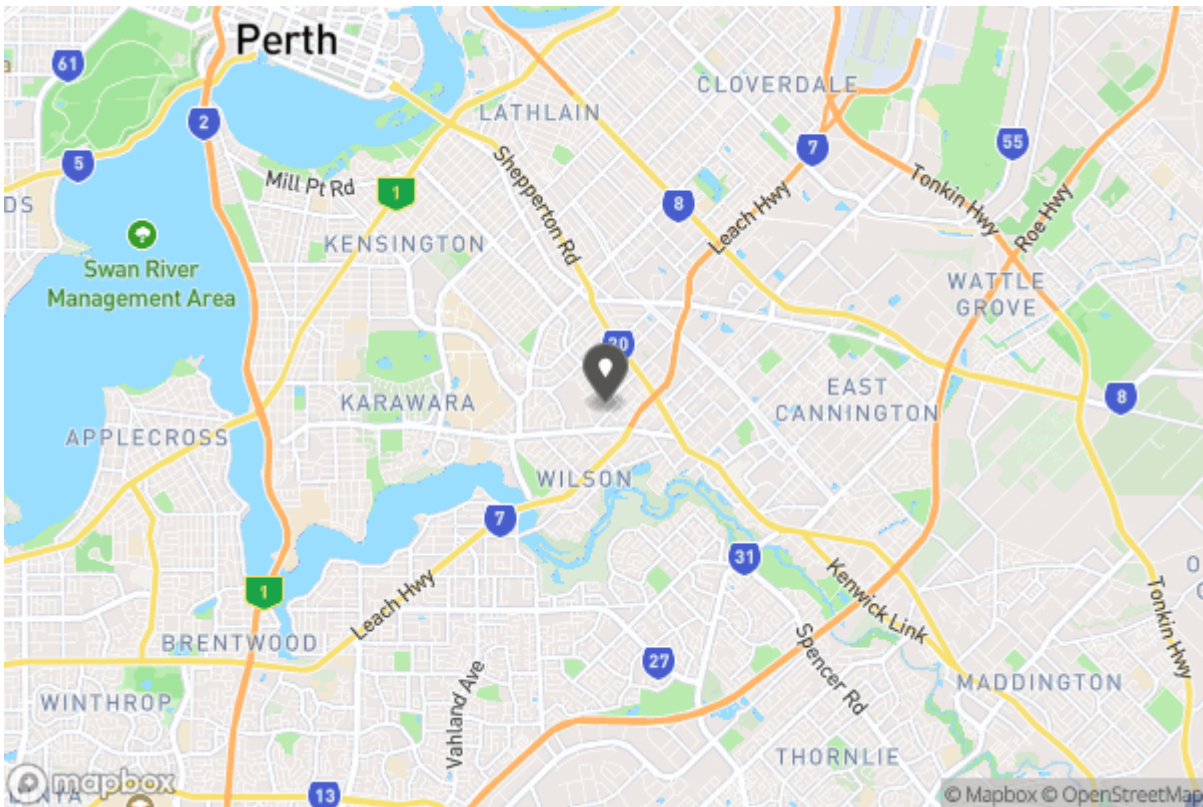 Perth
61
2
LATHLAIN
CLOVERDALE
7
55
5
Mill Pt Rd
1
Shepperton Rd
8
Leach Hwy
Tonkin Hwy
Roe Hwy
DS
KENSINGTON
Swan River
Management Area
WATTLE
GROVE
KARAWARA
EAST
CANNINGTON
8
APPLECROSS
WILSON
7
31
1
Leach Hwy
Kenwick Link
Tonkin Hwy
BRENTWOOD
27
Spencer Rd
Vahland Ave
WINTHROP
MADDINGTON
THORNLIE
mapbox
13
© Mapbox © OpenStreetMap